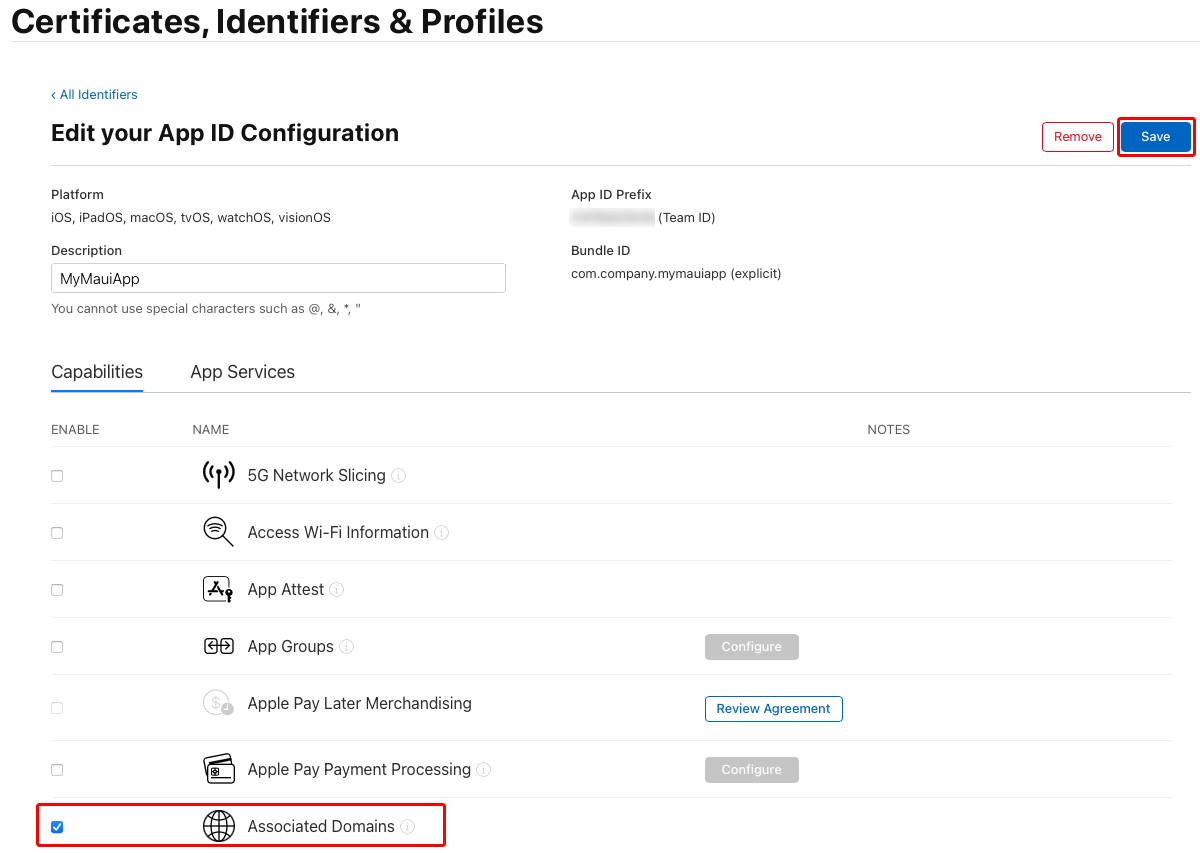 Certificates, Identifiers & Profiles
‹ All Identifiers
Edit your App ID Configuration
Remove
Save
Platform
iOS, iPadOS, macOS, tvOS, watchOS, visionOS
App ID Prefix
(Team ID)
Description
MyMauiApp
You cannot use special characters such as @, &, *, "
Bundle ID
com.company.mymauiapp (explicit)
Capabilities
App Services
ENABLE NAME NOTES
5G Network Slicing
Access Wi-Fi Information
App Attest
App Groups
Configure
Apple Pay Later Merchandising
Review Agreement
Apple Pay Payment Processing
Configure
Associated Domains